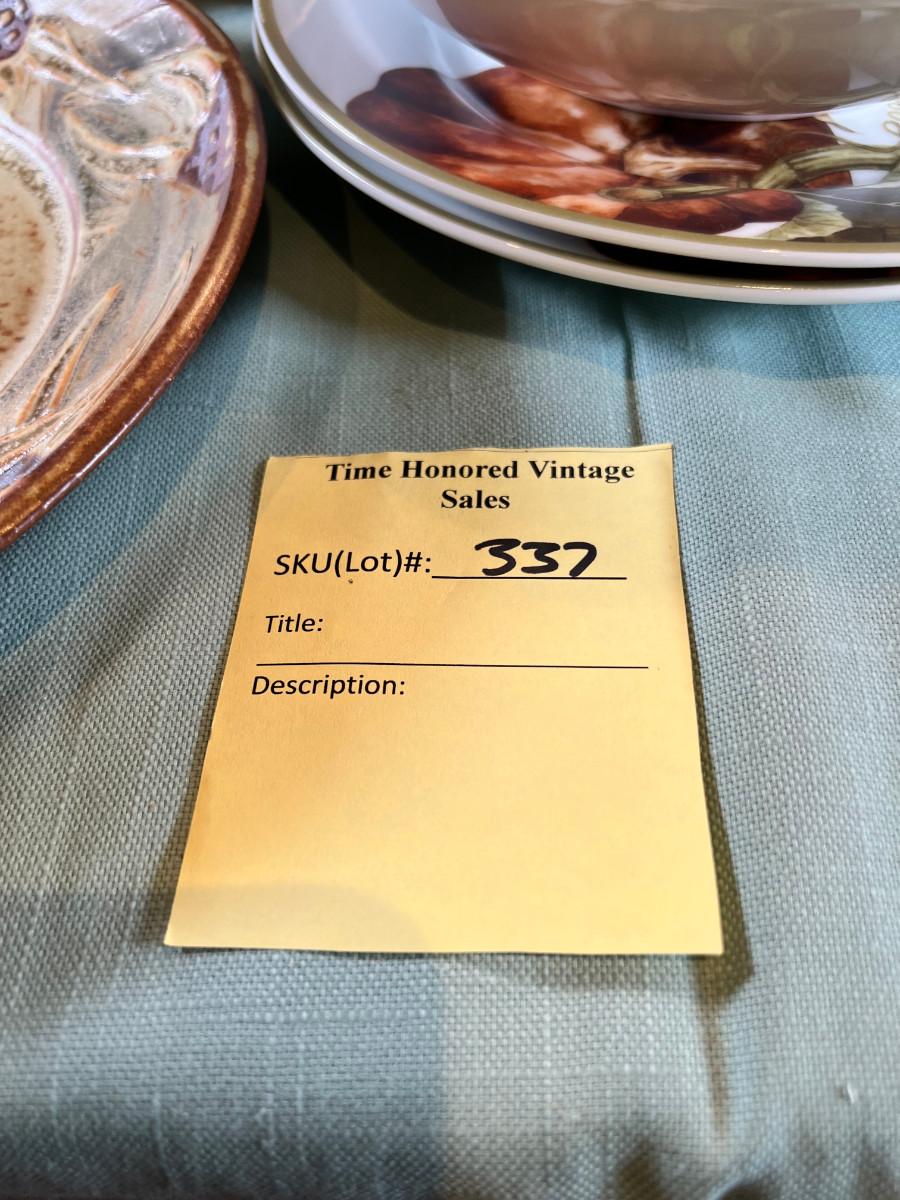 Time Honored Vintage
Sales
SKU(Lot)#: 337
Title:
Description: